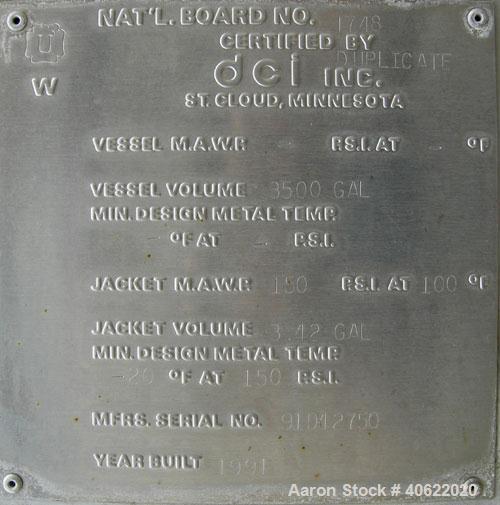 NAT'L. BOARD NO. 1748
CERTIFIED BY DUPLICATE
U
dci INC.
W
ST. CLOUD, MINNESOTA
VESSEL M.A.W.P. - P.S.I. AT - °F
VESSEL VOLUME 3500 GAL
MIN. DESIGN METAL TEMP.
- °F AT - P.S.I.
JACKET M.A.W.P. 150 P.S.I. AT 100 °F
JACKET VOLUME 3.42 GAL
MIN. DESIGN METAL TEMP.
-20 °F AT 150 P.S.I.
MFRS. SERIAL NO. 91D42750
YEAR BUILT 1991
Aaron Stock # 40622020